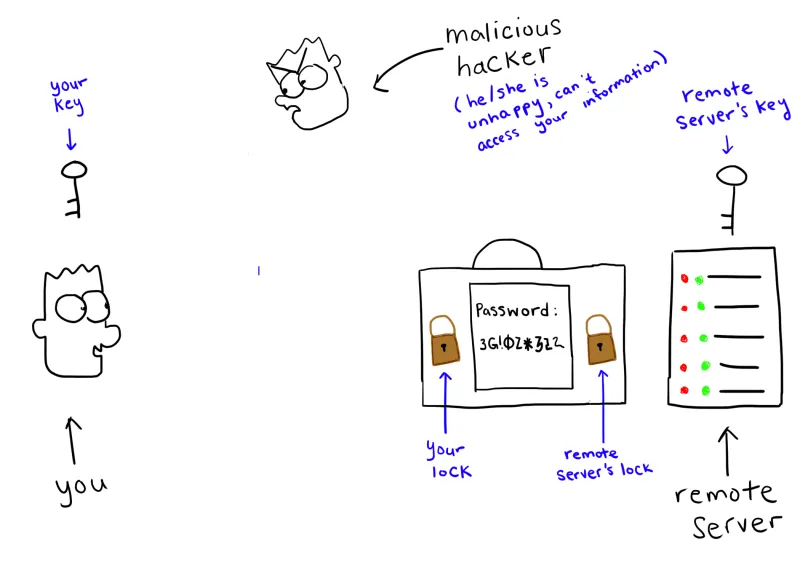 malicious
hacker
(he/she is
unhappy, can't
access your information)
your
key
remote
server's key
Password:
3G!0Z*322
your
lock
remote
server's lock
you
remote
server